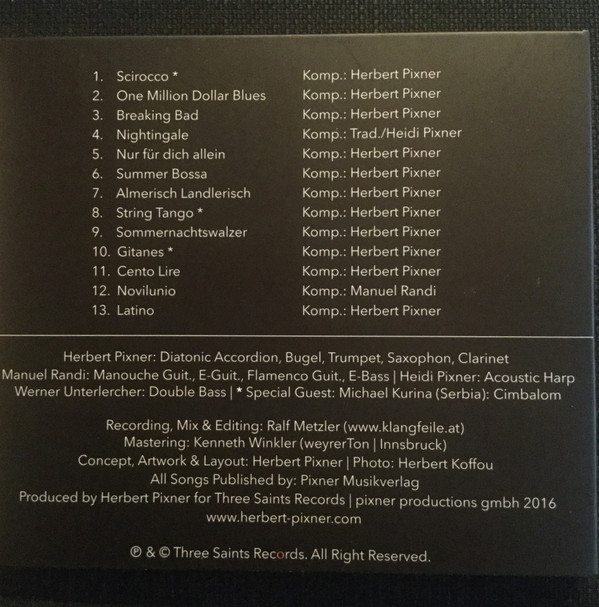 1. Scirocco * Komp.: Herbert Pixner
2. One Million Dollar Blues Komp.: Herbert Pixner
3. Breaking Bad Komp.: Herbert Pixner
4. Nightingale Komp.: Trad./Heidi Pixner
5. Nur für dich allein Komp.: Herbert Pixner
6. Summer Bossa Komp.: Herbert Pixner
7. Almerisch Landlerisch Komp.: Herbert Pixner
8. String Tango * Komp.: Herbert Pixner
9. Sommernachtswalzer Komp.: Herbert Pixner
10. Gitanes * Komp.: Herbert Pixner
11. Cento Lire Komp.: Herbert Pixner
12. Novilunio Komp.: Manuel Randi
13. Latino Komp.: Herbert Pixner
Herbert Pixner: Diatonic Accordion, Bugel, Trumpet, Saxophon, Clarinet
Manuel Randi: Manouche Guit., E-Guit., Flamenco Guit., E-Bass | Heidi Pixner: Acoustic Harp
Werner Unterlercher: Double Bass | * Special Guest: Michael Kurina (Serbia): Cimbalom
Recording, Mix & Editing: Ralf Metzler (www.klangfeile.at)
Mastering: Kenneth Winkler (weyrerTon | Innsbruck)
Concept, Artwork & Layout: Herbert Pixner | Photo: Herbert Koffou
All Songs Published by: Pixner Musikverlag
Produced by Herbert Pixner for Three Saints Records | pixner productions gmbh 2016
www.herbert-pixner.com
℗ & © Three Saints Records. All Right Reserved.